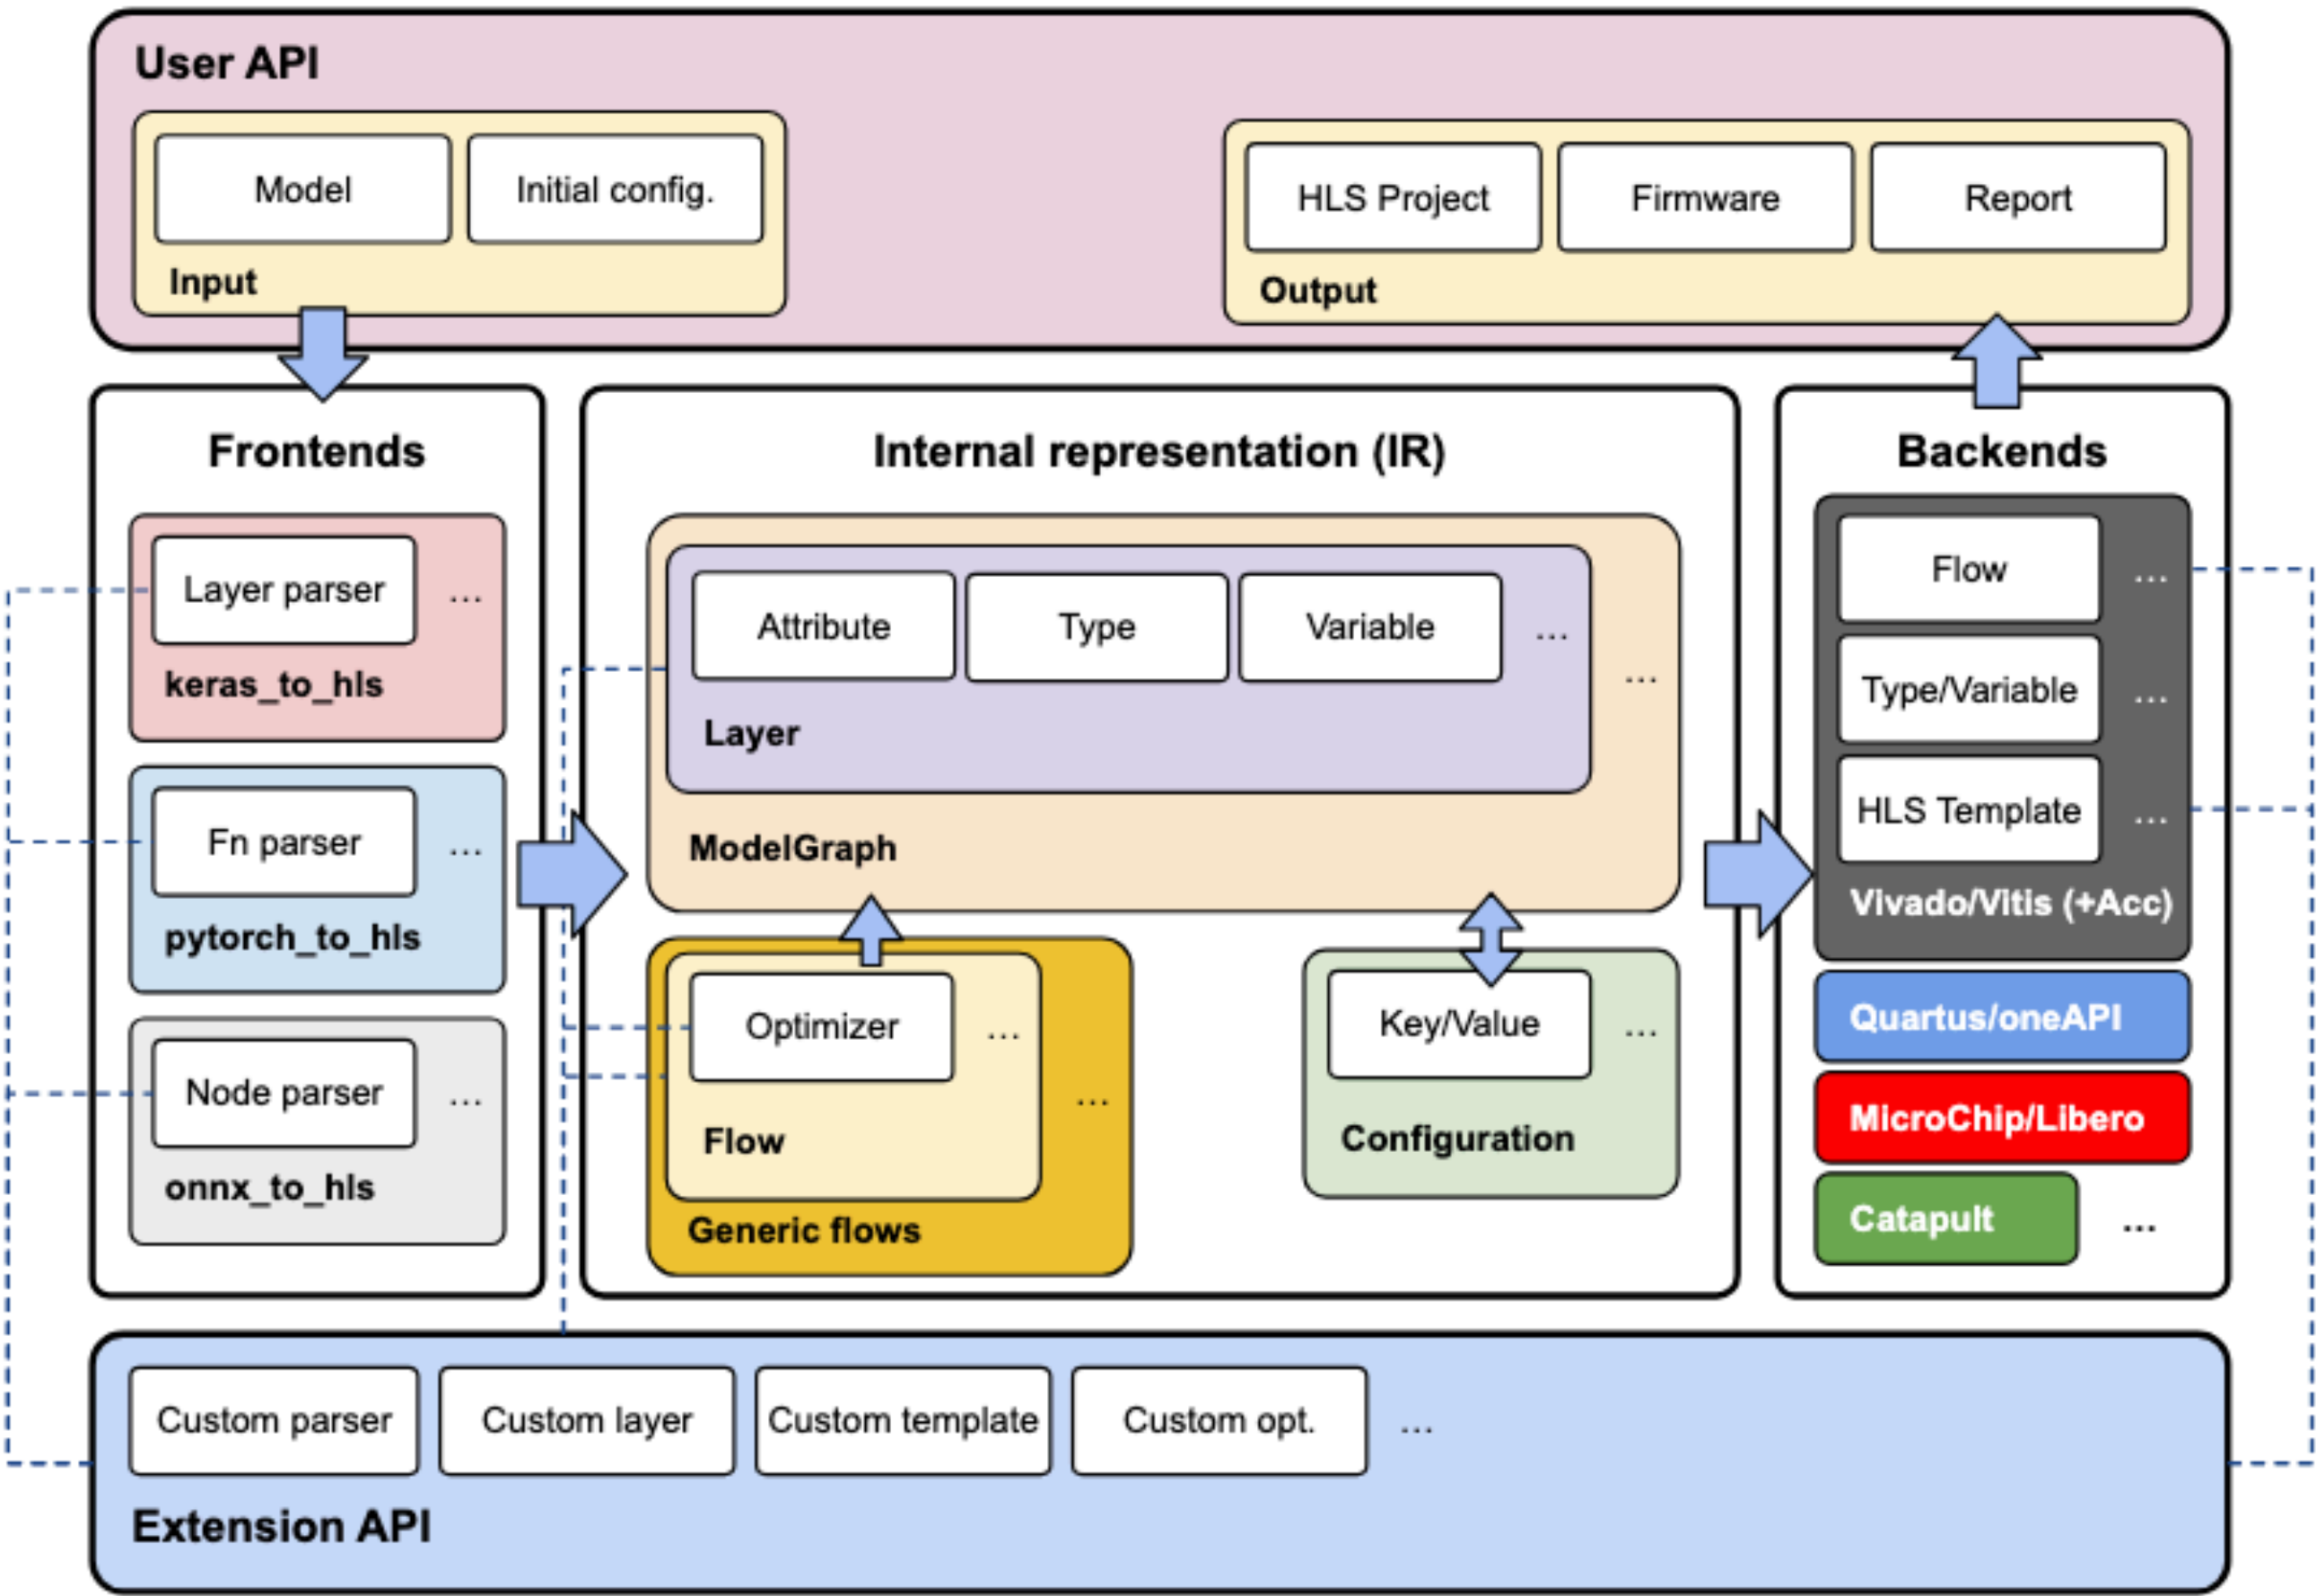 User API
Model
Initial config.
Input
HLS Project
Firmware
Report
Output
Frontends
Layer parser
...
keras_to_hls
Fn parser
...
pytorch_to_hls
Node parser
...
onnx_to_hls
Internal representation (IR)
Attribute
Type
Variable
...
...
Layer
ModelGraph
Optimizer
...
...
Flow
Generic flows
Key/Value
...
Configuration
Backends
Flow
...
Type/Variable
...
HLS Template
...
Vivado/Vitis (+Acc)
Quartus/oneAPI
MicroChip/Libero
Catapult
...
Custom parser
Custom layer
Custom template
Custom opt.
...
Extension API